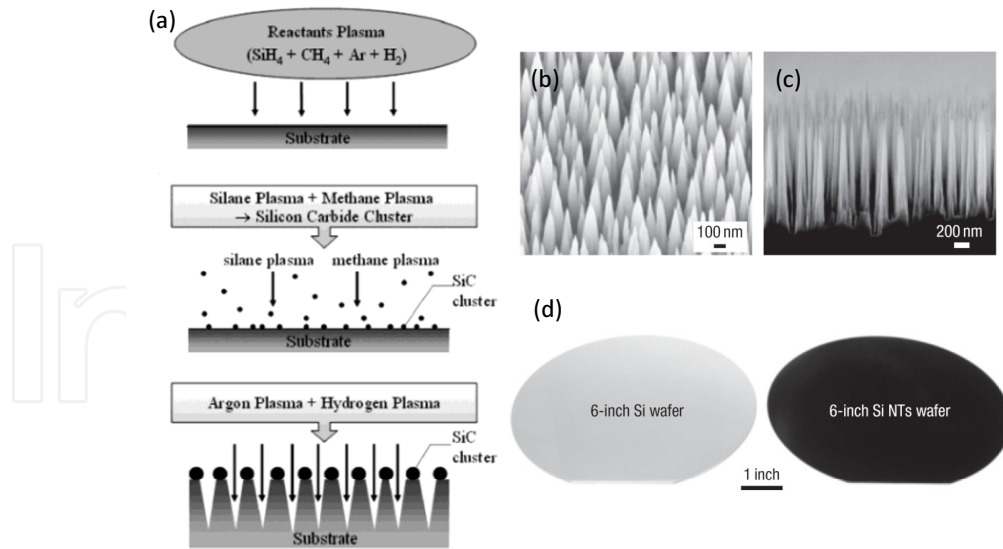 (a)
Reactants Plasma
(SiH4 + CH4 + Ar + H2)
Substrate
Silane Plasma + Methane Plasma
→ Silicon Carbide Cluster
silane plasma methane plasma
SiC
cluster
Substrate
Argon Plasma + Hydrogen Plasma
SiC
cluster
Substrate
(b)
100 nm
(c)
200 nm
(d)
6-inch Si wafer
6-inch Si NTs wafer
1 inch